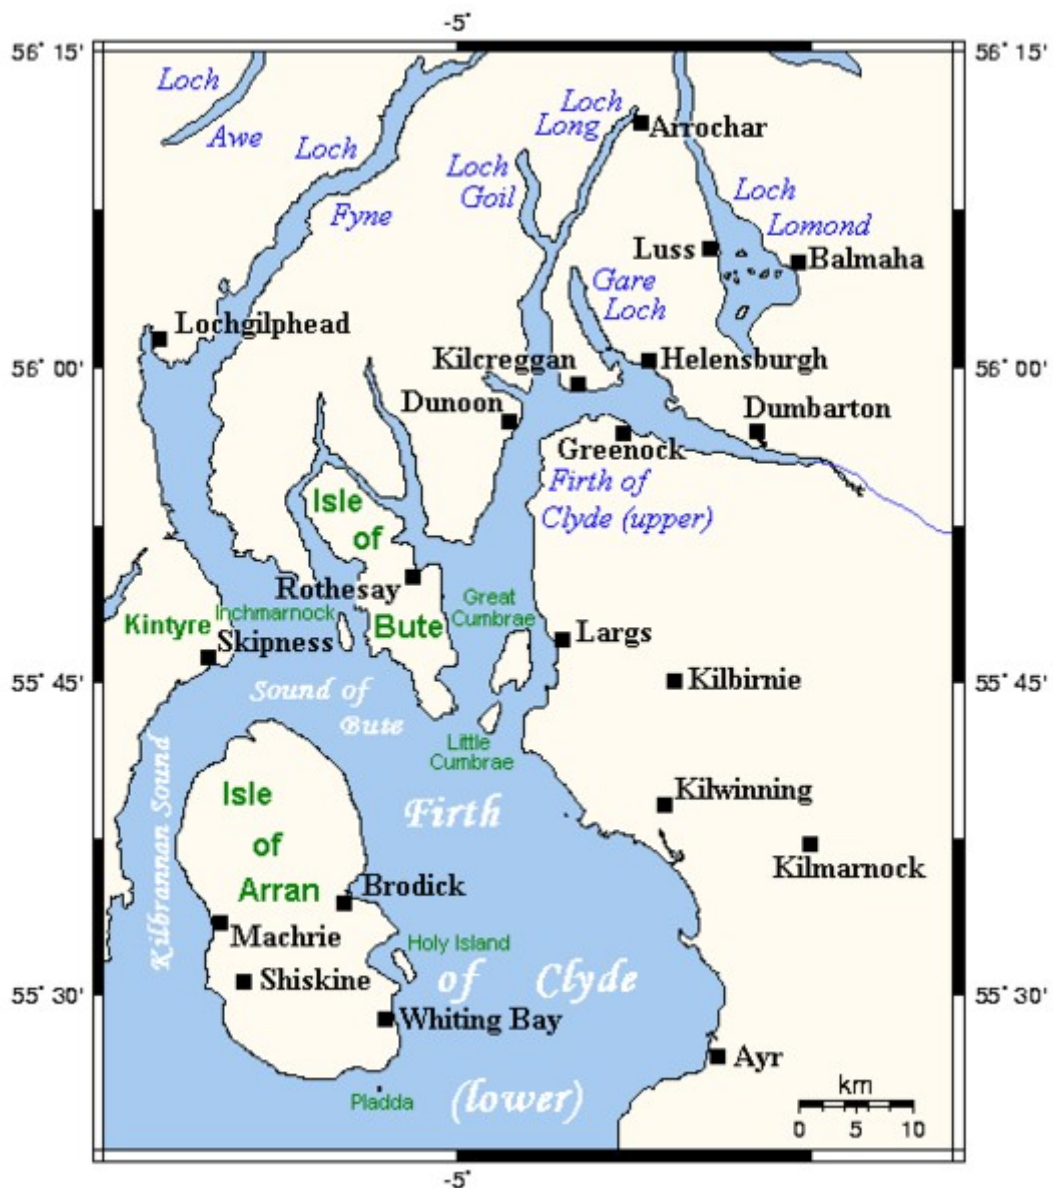 -5°
56° 15'
56° 15'
Loch
Awe
Loch
Fyne
Loch
Goil
Loch
Long
Arrochar
Loch
Lomond
Luss
Balmaha
Gare
Loch
Lochgilphead
Kilcreggan
Helensburgh
56° 00'
56° 00'
Dunoon
Dumbarton
Greenock
Firth of
Clyde (upper)
Isle
of
Bute
Rothesay
Great
Cumbrae
Inchmarnock
Kintyre
Skipness
Largs
Kilbirnie
55° 45'
55° 45'
Sound of
Bute
Little
Cumbrae
Kilbrannan Sound
Isle
of
Arran
Firth
of Clyde
(lower)
Kilwinning
Kilmarnock
Brodick
Machrie
Holy Island
Shiskine
55° 30'
55° 30'
Whiting Bay
Ayr
Pladda
km
0 5 10
-5°